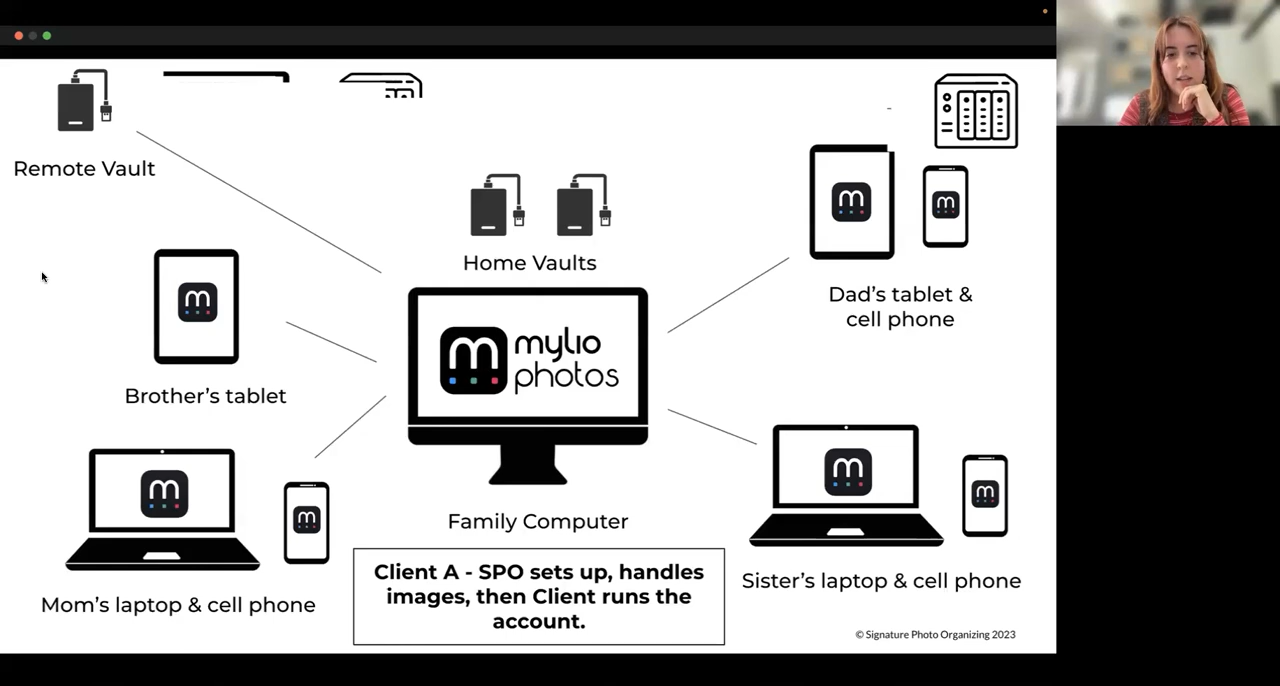 Remote Vault
Home Vaults
Dad's tablet &
cell phone
Brother's tablet
mylio
photos
Family Computer
Mom's laptop & cell phone
Sister's laptop & cell phone
Client A - SPO sets up, handles
images, then Client runs the
account.
© Signature Photo Organizing 2023